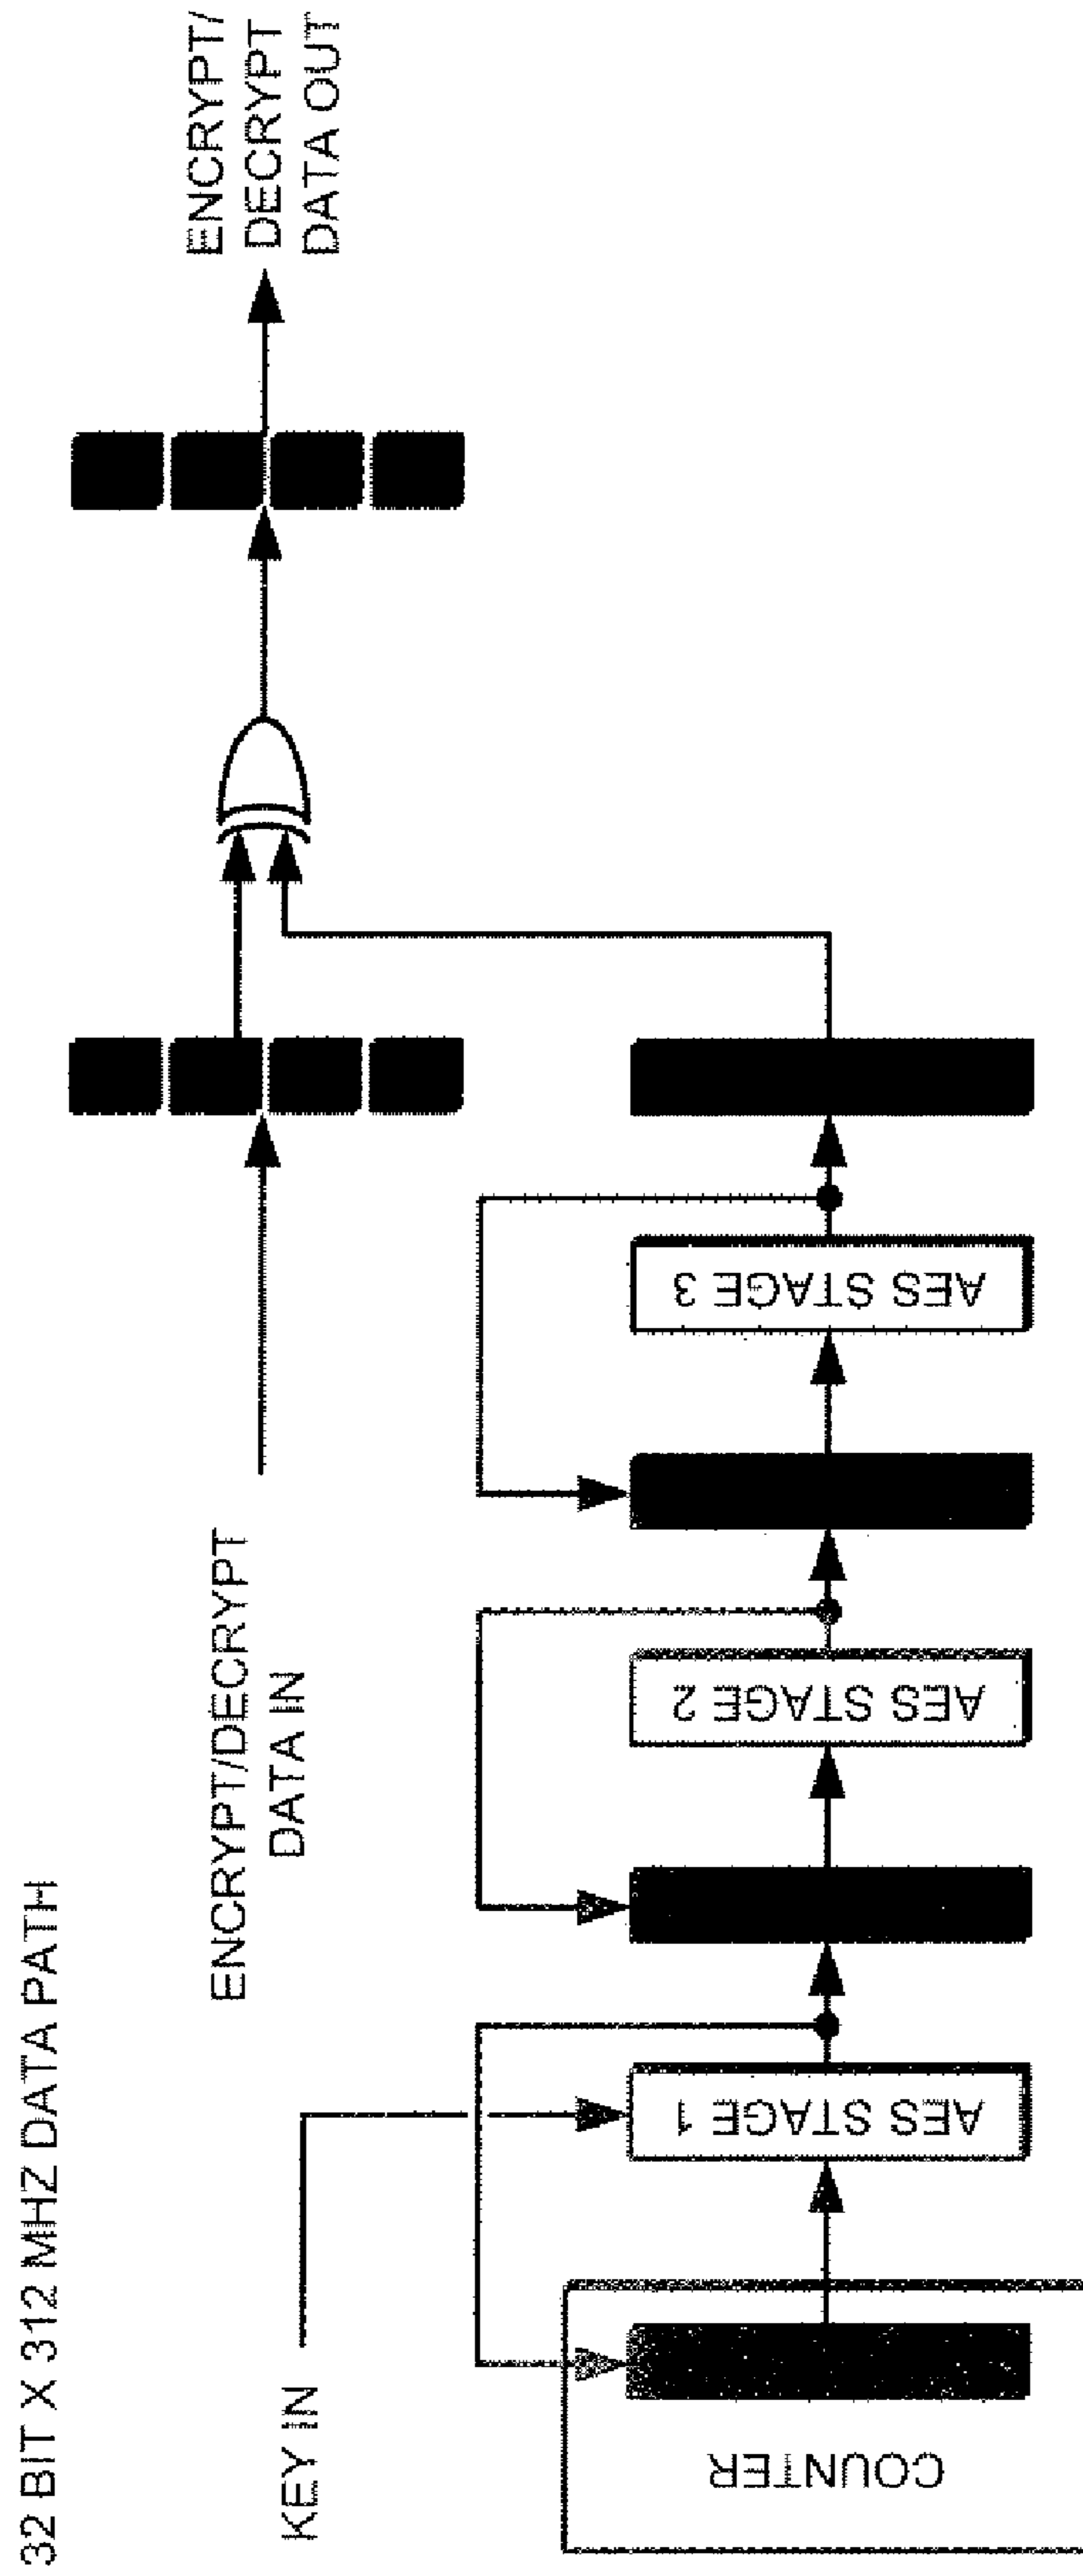 32 BIT X 312 MHZ DATA PATH
ENCRYPT/DECRYPT
DATA IN
ENCRYPT/
DECRYPT
DATA OUT
KEY IN
COUNTER
AES STAGE 1
AES STAGE 2
AES STAGE 3